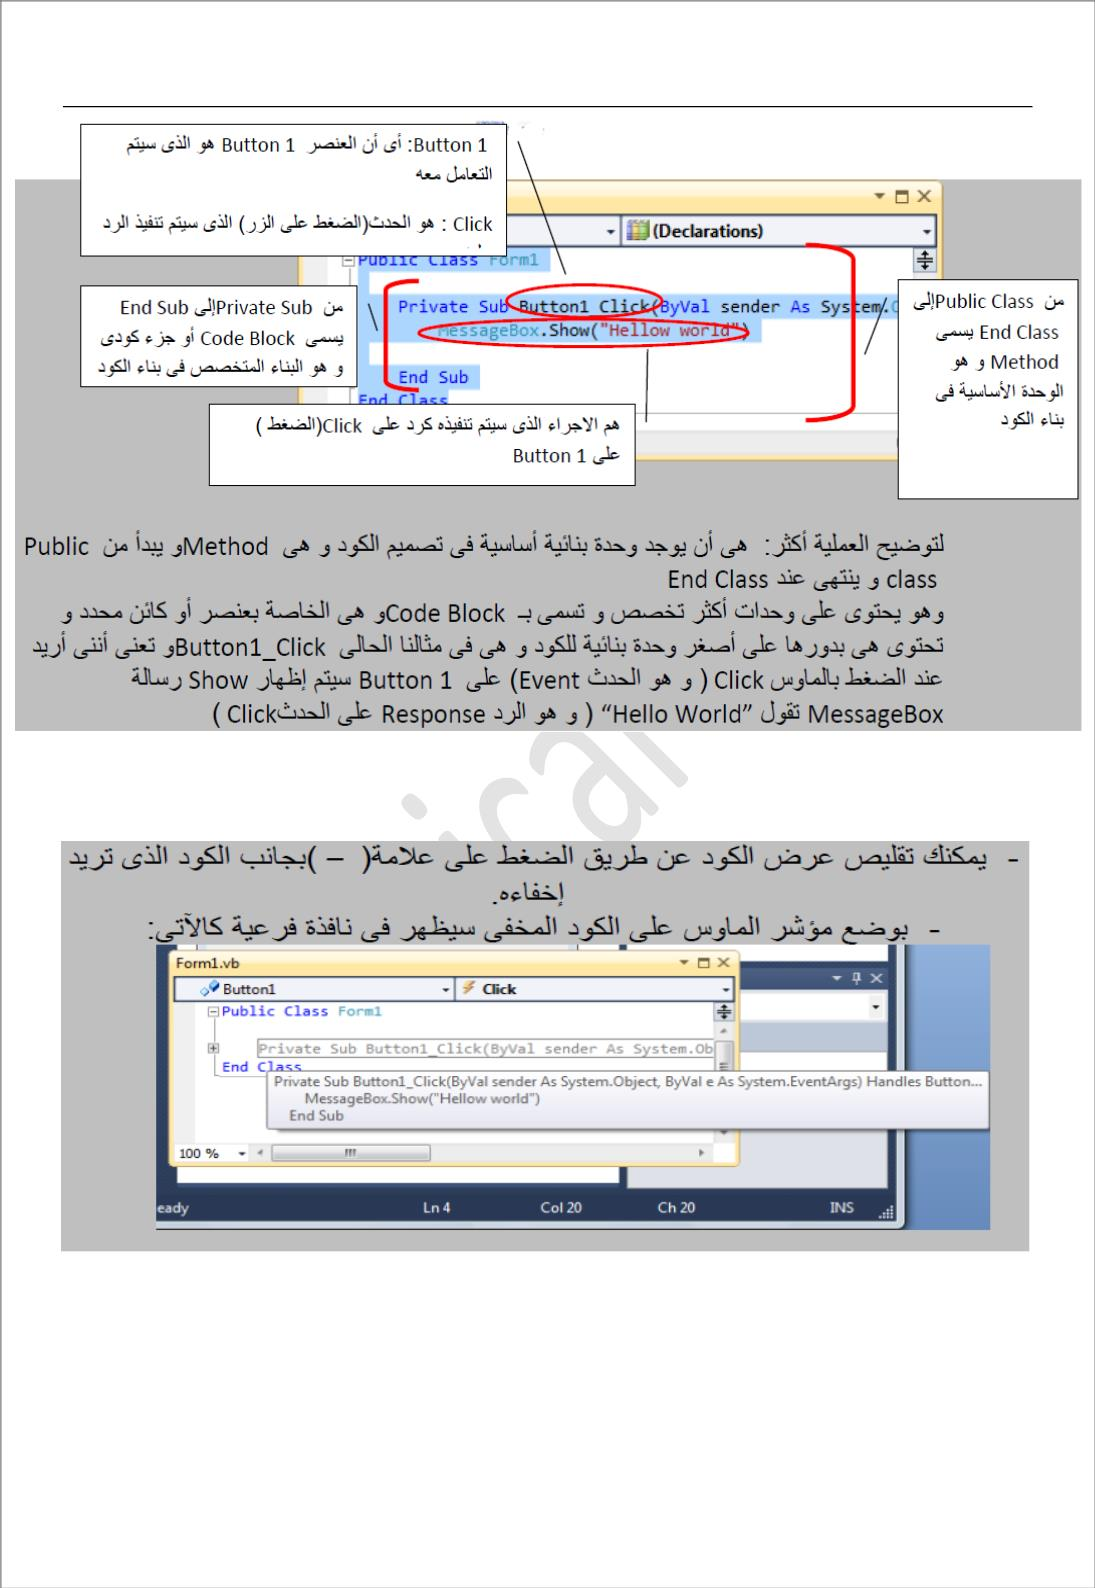 Button 1: أى أن العنصر Button 1 هو الذى سيتم
التعامل معه
Click : هو الحدث(الضغط على الزر) الذى سيتم تنفيذ الرد
(Declarations)
Public Class Form1
Private Sub Button1_Click(ByVal sender As System.O
MessageBox.Show("Hellow world")
End Sub
End Class
من Private Subإلى End Sub
يسمى Code Block أو جزء كودى
و هو البناء المتخصص فى بناء الكود
من Public Classإلى
End Class يسمى
Method و هو
الوحدة الأساسية فى
بناء الكود
هم الاجراء الذى سيتم تنفيذه كرد على Click(الضغط )
على Button 1
لتوضيح العملية أكثر: هى أن يوجد وحدة بنائية أساسية فى تصميم الكود و هى Methodو يبدأ من Public
class و ينتهى عند End Class
وهو يحتوى على وحدات أكثر تخصص و تسمى بـ Code Blockو هى الخاصة بعنصر أو كائن محدد و
تحتوى هى بدورها على أصغر وحدة بنائية للكود و هى فى مثالنا الحالى Button1_Clickو تعنى أننى أريد
عند الضغط بالماوس Click ( و هو الحدث Event) على Button 1 سيتم إظهار Show رسالة
MessageBox تقول “Hello World” ( و هو الرد Response على الحدثClick )
- يمكنك تقليص عرض الكود عن طريق الضغط على علامة( – )بجانب الكود الذى تريد
إخفاءه.
- بوضع مؤشر الماوس على الكود المخفى سيظهر فى نافذة فرعية كالآتى:
Form1.vb
Button1 Click
Public Class Form1
Private Sub Button1_Click(ByVal sender As System.Ob
End Class
Private Sub Button1_Click(ByVal sender As System.Object, ByVal e As System.EventArgs) Handles Button...
MessageBox.Show("Hellow world")
End Sub
100 %
eady Ln 4 Col 20 Ch 20 INS